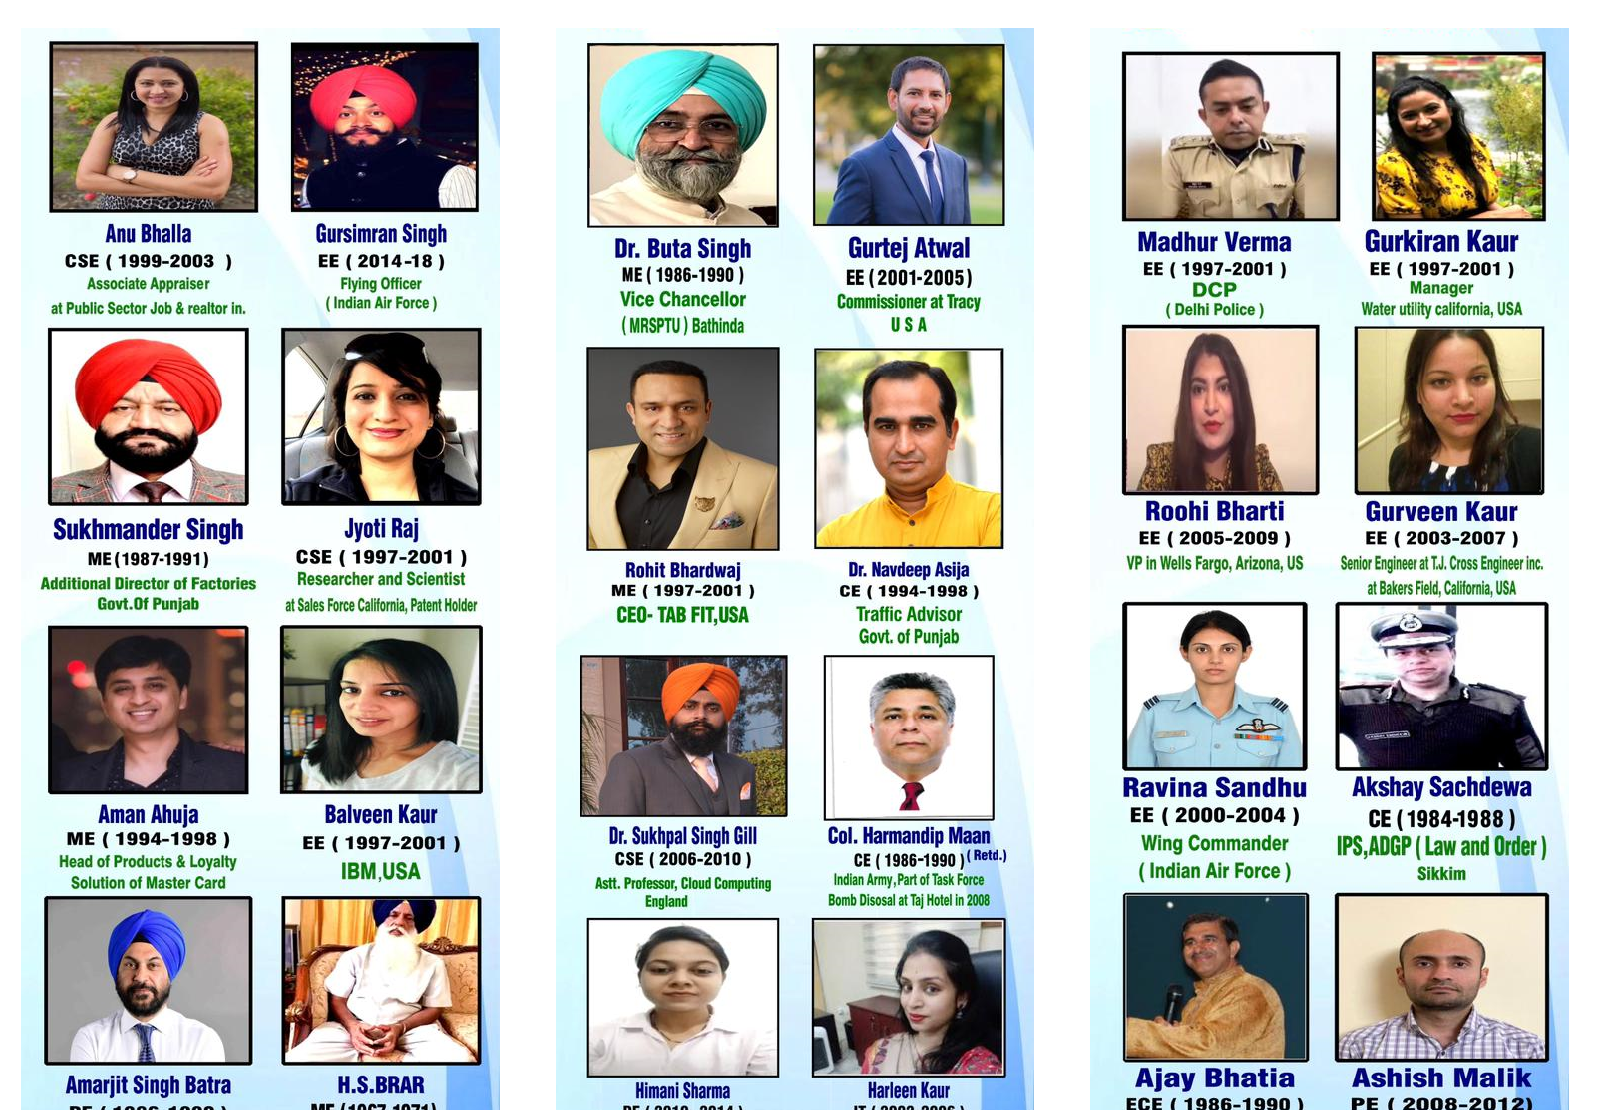 Anu Bhalla
CSE ( 1999-2003 )
Associate Appraiser
at Public Sector Job & realtor in.
Gursimran Singh
EE ( 2014-18 )
Flying Officer
( Indian Air Force )
Sukhmander Singh
ME(1987-1991)
Additional Director of Factories
Govt.Of Punjab
Jyoti Raj
CSE ( 1997-2001 )
Researcher and Scientist
at Sales Force California, Patent Holder
Aman Ahuja
ME ( 1994-1998 )
Head of Products & Loyalty
Solution of Master Card
Balveen Kaur
EE ( 1997-2001 )
IBM,USA
Amarjit Singh Batra
H.S.BRAR
ME (1967-1971)
Dr. Buta Singh
ME ( 1986-1990 )
Vice Chancellor
( MRSPTU ) Bathinda
Gurtej Atwal
EE ( 2001-2005 )
Commissioner at Tracy
U S A
Rohit Bhardwaj
ME ( 1997-2001 )
CEO- TAB FIT,USA
Dr. Navdeep Asija
CE ( 1994-1998 )
Traffic Advisor
Govt. of Punjab
Dr. Sukhpal Singh Gill
CSE ( 2006-2010 )
Astt. Professor, Cloud Computing
England
Col. Harmandip Maan
CE ( 1986-1990 ) ( Retd.)
Indian Army,Part of Task Force
Bomb Disosal at Taj Hotel in 2008
Himani Sharma
Harleen Kaur
Madhur Verma
EE ( 1997-2001 )
DCP
( Delhi Police )
Gurkiran Kaur
EE ( 1997-2001 )
Manager
Water utility california, USA
Roohi Bharti
EE ( 2005-2009 )
VP in Wells Fargo, Arizona, US
Gurveen Kaur
EE ( 2003-2007 )
Senior Engineer at T.J. Cross Engineer inc.
at Bakers Field, California, USA
Ravina Sandhu
EE ( 2000-2004 )
Wing Commander
( Indian Air Force )
Akshay Sachdewa
CE ( 1984-1988 )
IPS,ADGP ( Law and Order )
Sikkim
Ajay Bhatia
ECE ( 1986-1990 )
Ashish Malik
PE ( 2008-2012)